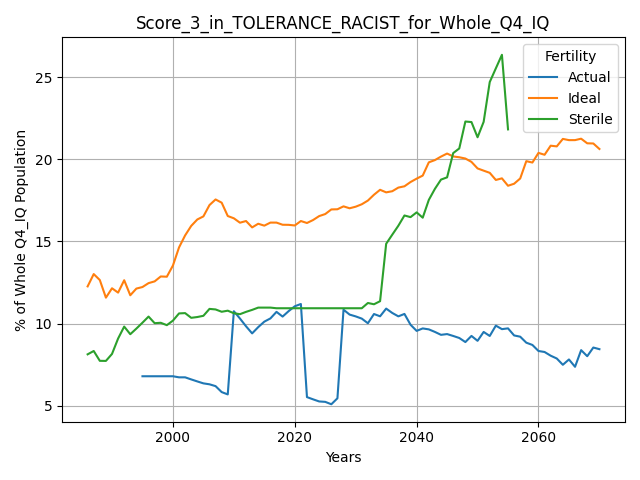 Score_3_in_TOLERANCE_RACIST_for_Whole_Q4_IQ
Fertility
Actual
Ideal
Sterile
% of Whole Q4_IQ Population
25
20
15
10
5
2000
2020
2040
2060
Years